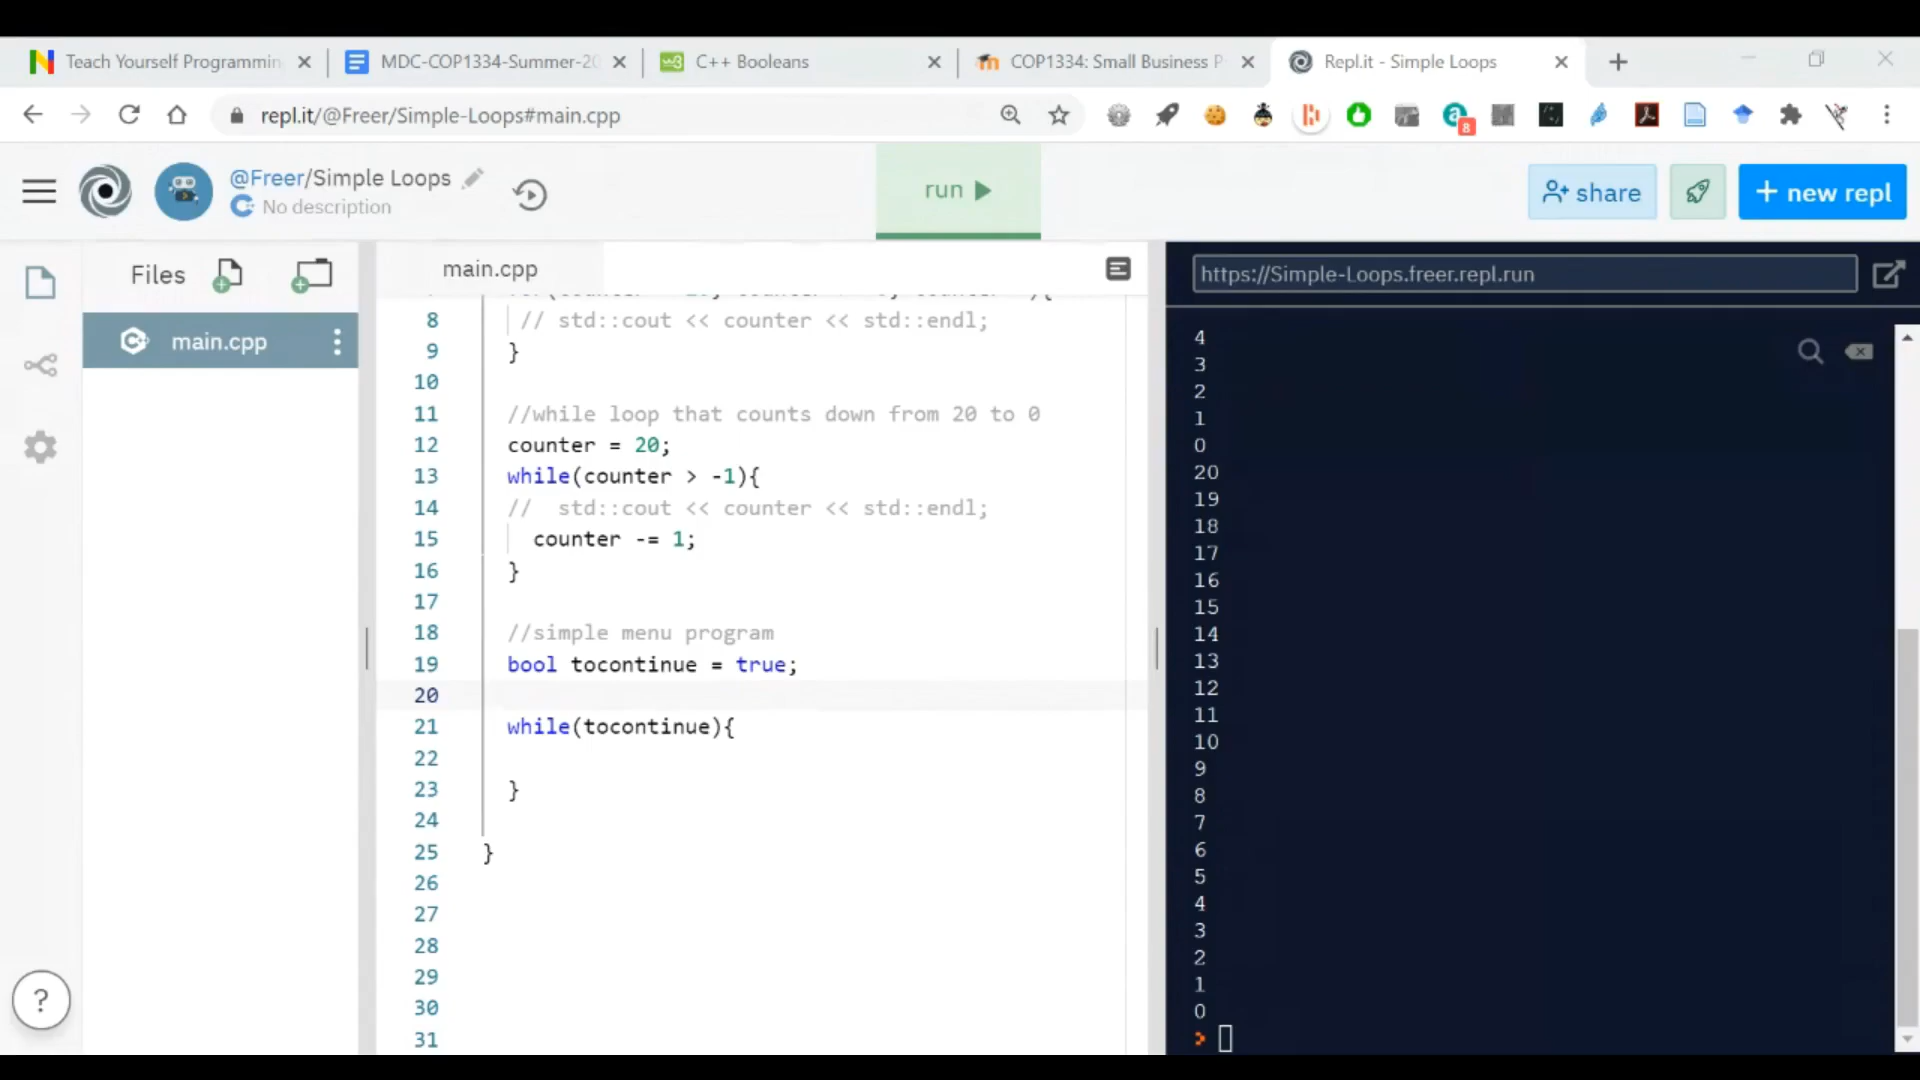 Teach Yourself Programmin
MDC-COP1334-Summer-20
C++ Booleans
COP1334: Small Business P
Repl.it - Simple Loops
repl.it/@Freer/Simple-Loops#main.cpp
8
@Freer/Simple Loops
No description
run
share
+ new repl
Files
main.cpp
main.cpp
8 // std::cout << counter << std::endl;
9 }
10
11 //while loop that counts down from 20 to 0
12 counter = 20;
13 while(counter > -1){
14 // std::cout << counter << std::endl;
15 counter -= 1;
16 }
17
18 //simple menu program
19 bool tocontinue = true;
20
21 while(tocontinue){
22
23 }
24
25 }
26
27
28
29
30
31
https://Simple-Loops.freer.repl.run
4
3
2
1
0
20
19
18
17
16
15
14
13
12
11
10
9
8
7
6
5
4
3
2
1
0
>
?